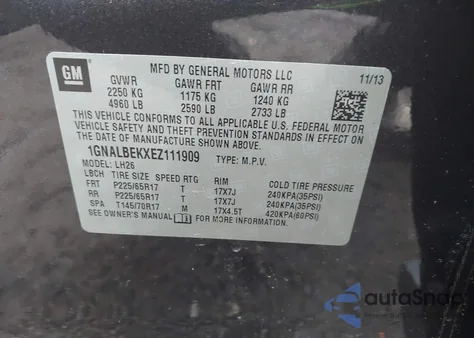 GM
MFD BY GENERAL MOTORS LLC
11/13
GVWR GAWR FRT GAWR RR
2250 KG 1175 KG 1240 KG
4960 LB 2590 LB 2733 LB
THIS VEHICLE CONFORMS TO ALL APPLICABLE U.S. FEDERAL MOTOR
VEHICLE SAFETY AND THEFT PREVENTION STANDARDS IN EFFECT
ON THE DATE OF MANUFACTURE SHOWN ABOVE.
1GNALBEKXEZ111909 TYPE: M.P.V.
MODEL: LH26
LBCH TIRE SIZE SPEED RTG RIM COLD TIRE PRESSURE
FRT P225/65R17 T 17X7J 240KPA(35PSI)
RR P225/65R17 T 17X7J 240KPA(35PSI)
SPA T145/70R17 M 17X4.5T 420KPA(60PSI)
SEE OWNER'S MANUAL
autoSnap